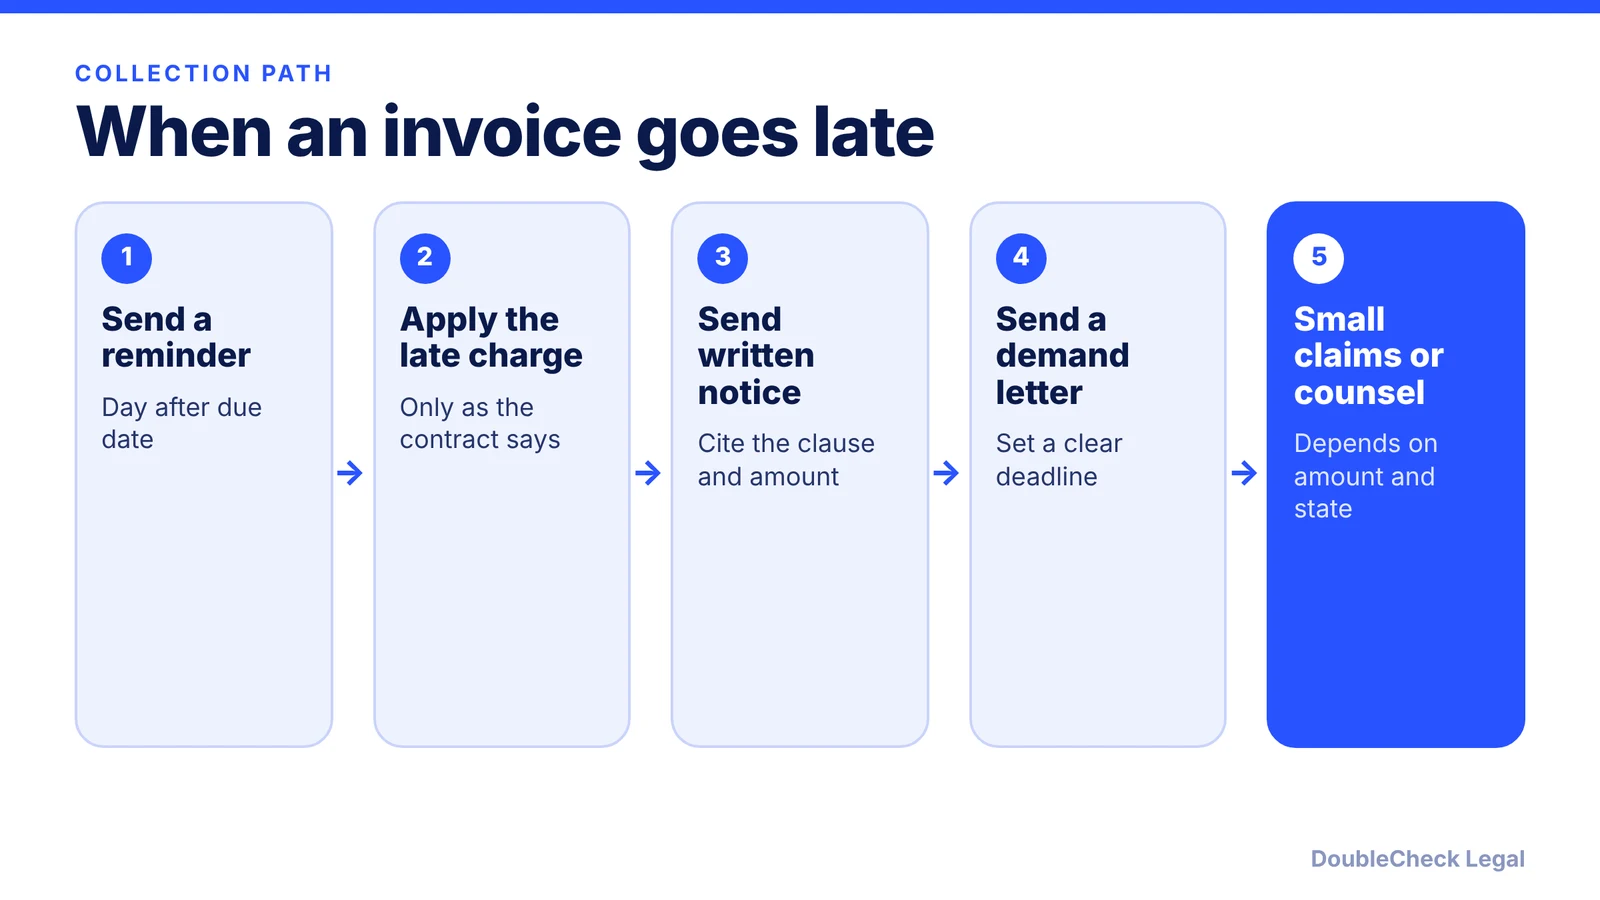 COLLECTION PATH
When an invoice goes late
1
Send a
reminder
Day after due
date
2
Apply the
late charge
Only as the
contract says
3
Send
written
notice
Cite the clause
and amount
4
Send a
demand
letter
Set a clear
deadline
5
Small
claims or
counsel
Depends on
amount and
state
DoubleCheck Legal